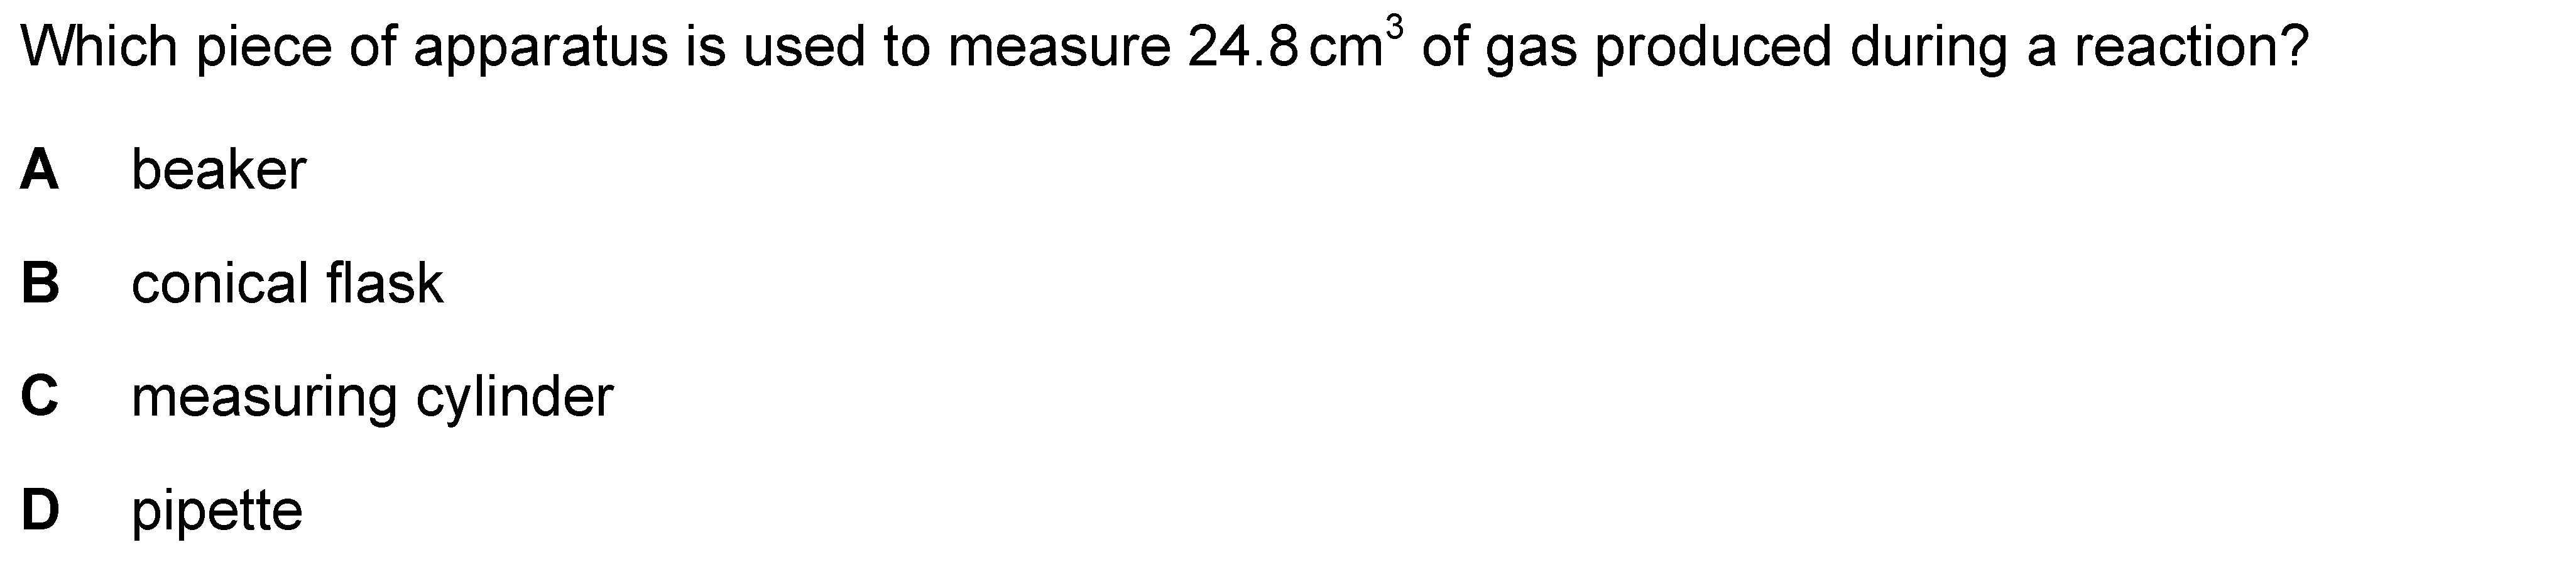 Which piece of apparatus is used to measure 24.8 cm³ of gas produced during a reaction?
A beaker
B conical flask
C measuring cylinder
D pipette